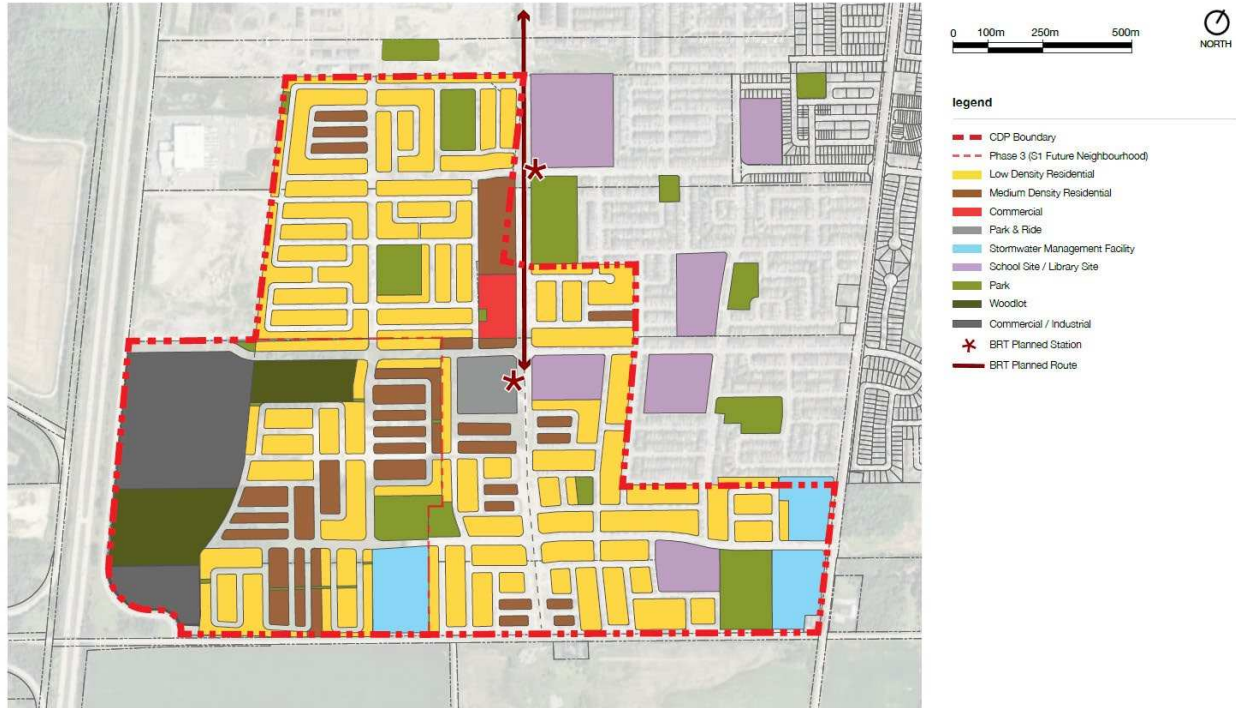 0 100m 250m 500m
NORTH
legend
CDP Boundary
Phase 3 (S1 Future Neighbourhood)
Low Density Residential
Medium Density Residential
Commercial
Park & Ride
Stormwater Management Facility
School Site / Library Site
Park
Woodlot
Commercial / Industrial
BRT Planned Station
BRT Planned Route